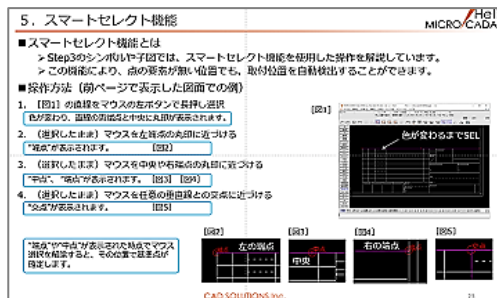 5．スマートセレクト機能
MICRO CADA
■スマートセレクト機能とは
➢Step3のシンボルや子図では、スマートセレクト機能を使用した操作を解説しています。
➢この機能により、点の要素が無い位置でも、取付位置を自動検出することができます。
■操作方法（前ページで表示した図面での例）
1. 【図1】の直線をマウスの左ボタンで長押し選択
色が変わり、直線の両端点と中央に丸印が表示されます。
2. （選択したまま）マウスを左端点の丸印に近づける
"端点"が表示されます。 【図2】
3. （選択したまま）マウスを中央や右端点の丸印に近づける
"中点"、"端点"が表示されます。 【図3】【図4】
4. （選択したまま）マウスを任意の垂直線との交点に近づける
"交点"が表示されます。 【図5】
"端点"や"中点"が表示された時点でマウス
選択を解除すると、その位置で基準点が
確定します。
【図1】
色が変わるまでSEL
【図2】
左の端点
【図3】
中央
【図4】
右の端点
【図5】
CAD SOLUTIONS Inc.